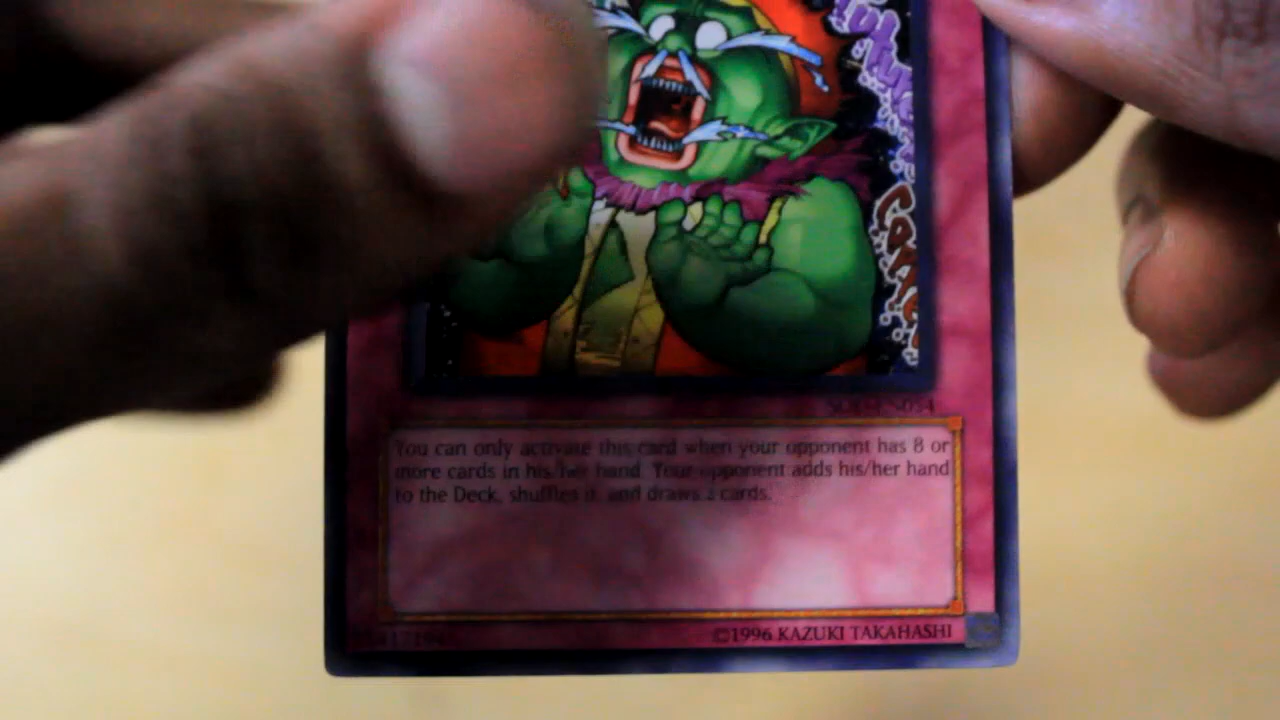 You can only activate this card when your opponent has 8 or
more cards in his/her hand. Your opponent adds his/her hand
to the Deck, shuffles it, and draws cards.
©1996 KAZUKI TAKAHASHI